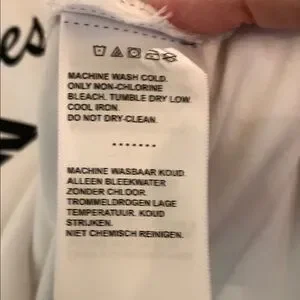 es
MACHINE WASH COLD.
ONLY NON-CHLORINE
BLEACH. TUMBLE DRY LOW.
COOL IRON.
DO NOT DRY-CLEAN.
.......
MACHINE WASBAAR KOUD.
ALLEEN BLEEKWATER
ZONDER CHLOOR.
TROMMELDROGEN LAGE
TEMPERATUUR. KOUD
STRIJKEN.
NIET CHEMISCH REINIGEN.